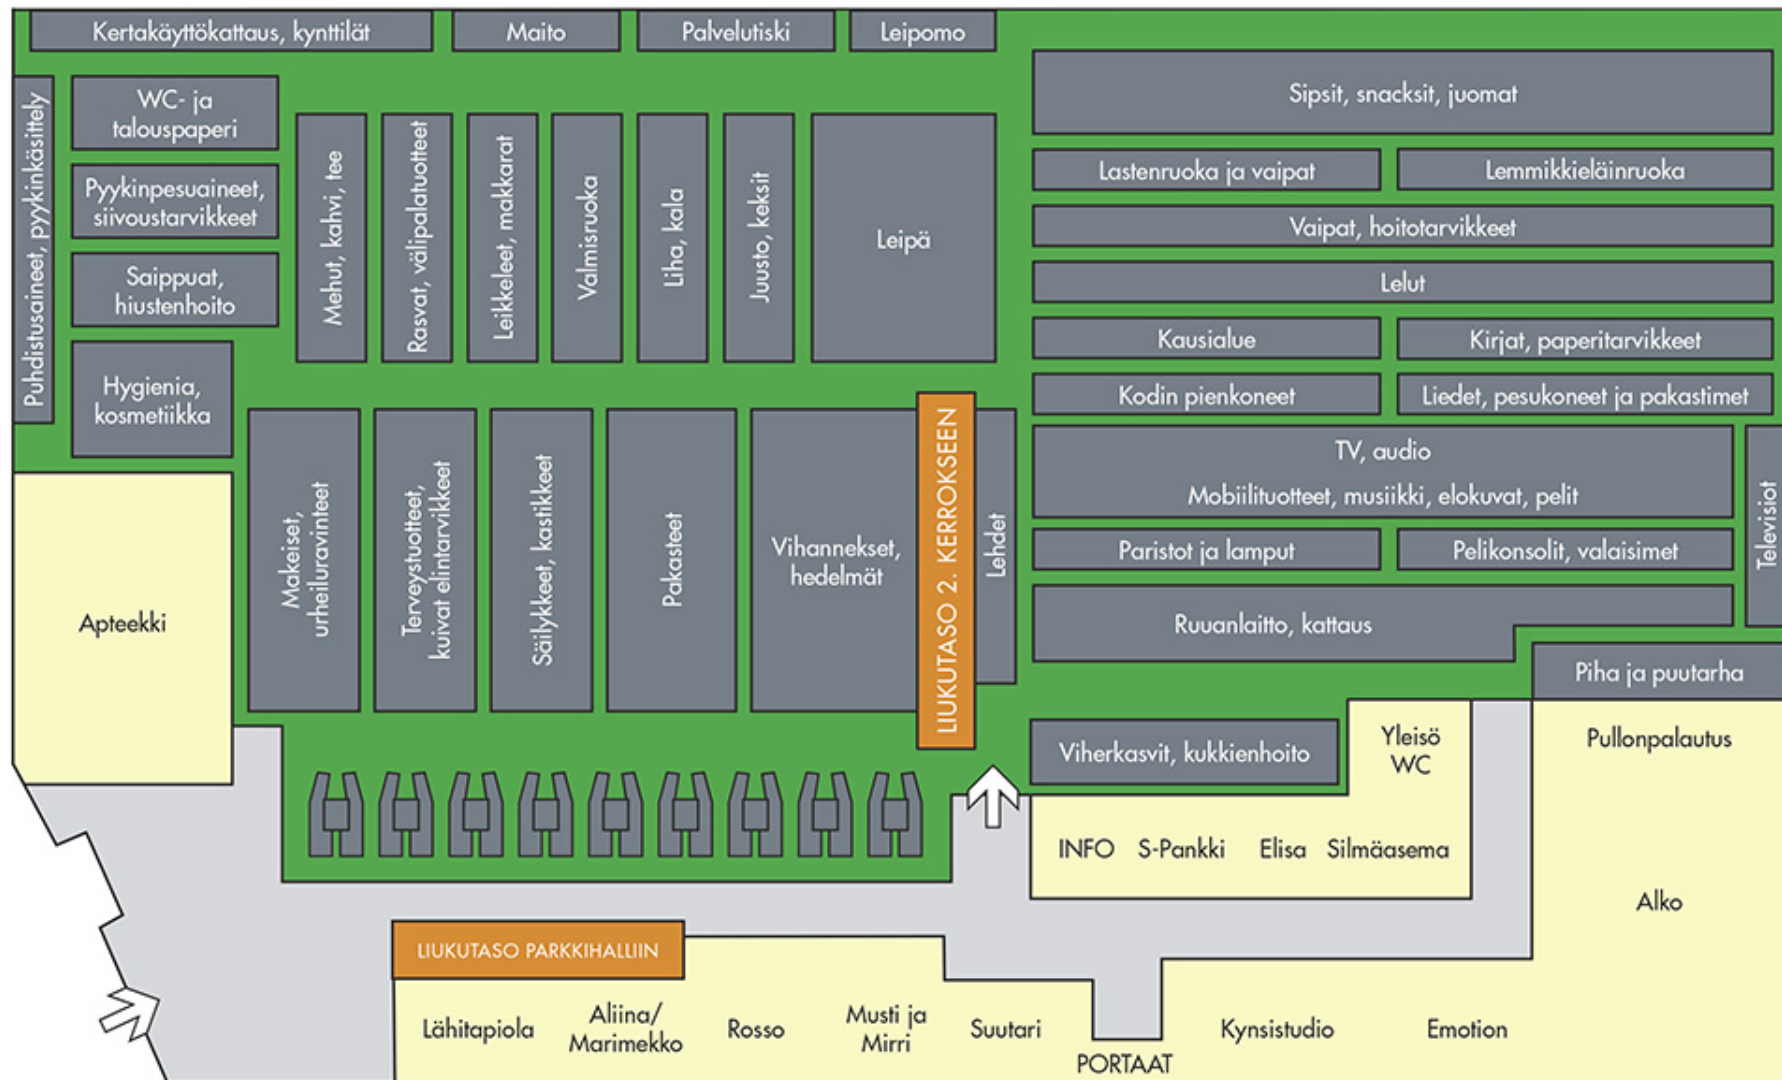 Kertakäyttökattaus, kynttilät
Maito
Palvelutiski
Leipomo
Puhdistusaineet, pyykinkäsittely
WC- ja
talouspaperi
Pyykinpesuaineet,
siivoustarvikkeet
Saippuat,
hiustenhoito
Hygienia,
kosmetiikka
Mehut, kahvi, tee
Rasvat, välipalatuotteet
Leikkeleet, makkarat
Valmisruoka
Liha, kala
Juusto, keksit
Leipä
Sipsit, snacksit, juomat
Lastenruoka ja vaipat
Lemmikkieläinruoka
Vaipat, hoitotarvikkeet
Lelut
Kausialue
Kirjat, paperitarvikkeet
Kodin pienkoneet
Liedet, pesukoneet ja pakastimet
TV, audio
Mobiilituotteet, musiikki, elokuvat, pelit
Televisiot
Paristot ja lamput
Pelikonsolit, valaisimet
Ruuanlaitto, kattaus
Piha ja puutarha
Apteekki
Makeiset,
urheiluravinteet
Terveystuotteet,
kuivat elintarvikkeet
Säilykkeet, kastikkeet
Pakasteet
Vihannekset,
hedelmät
LIUKUTASO 2. KERROKSEEN
Lehdet
Viherkasvit, kukkienhoito
Yleisö
WC
Pullonpalautus
INFO
S-Pankki
Elisa
Silmäasema
Alko
LIUKUTASO PARKKIHALLIIN
Lähitapiola
Aliina/
Marimekko
Rosso
Musti ja
Mirri
Suutari
PORTAAT
Kynsistudio
Emotion